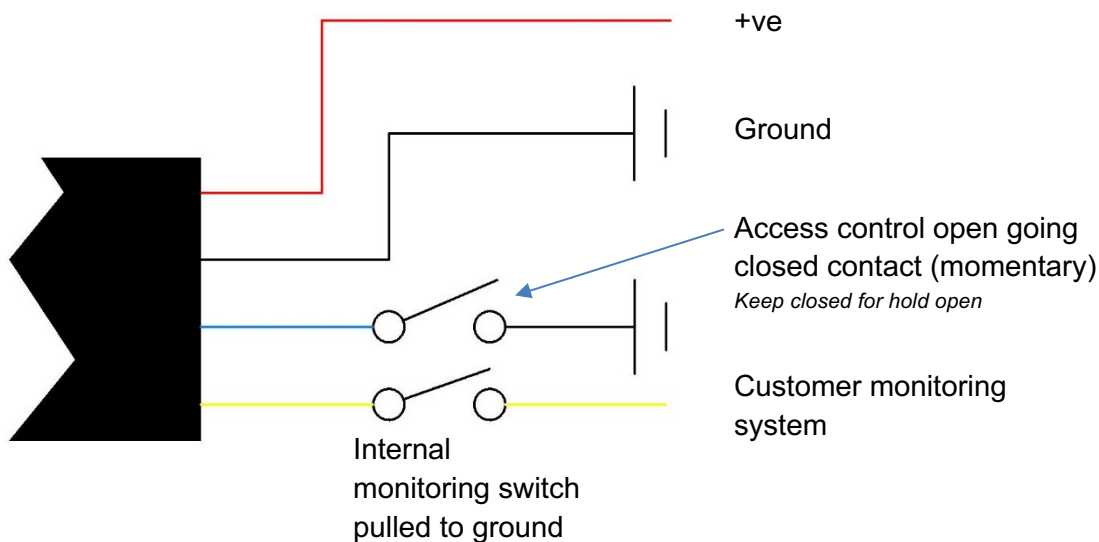 +ve
Ground
Access control open going
closed contact (momentary)
Keep closed for hold open
Customer monitoring
system
Internal
monitoring switch
pulled to ground